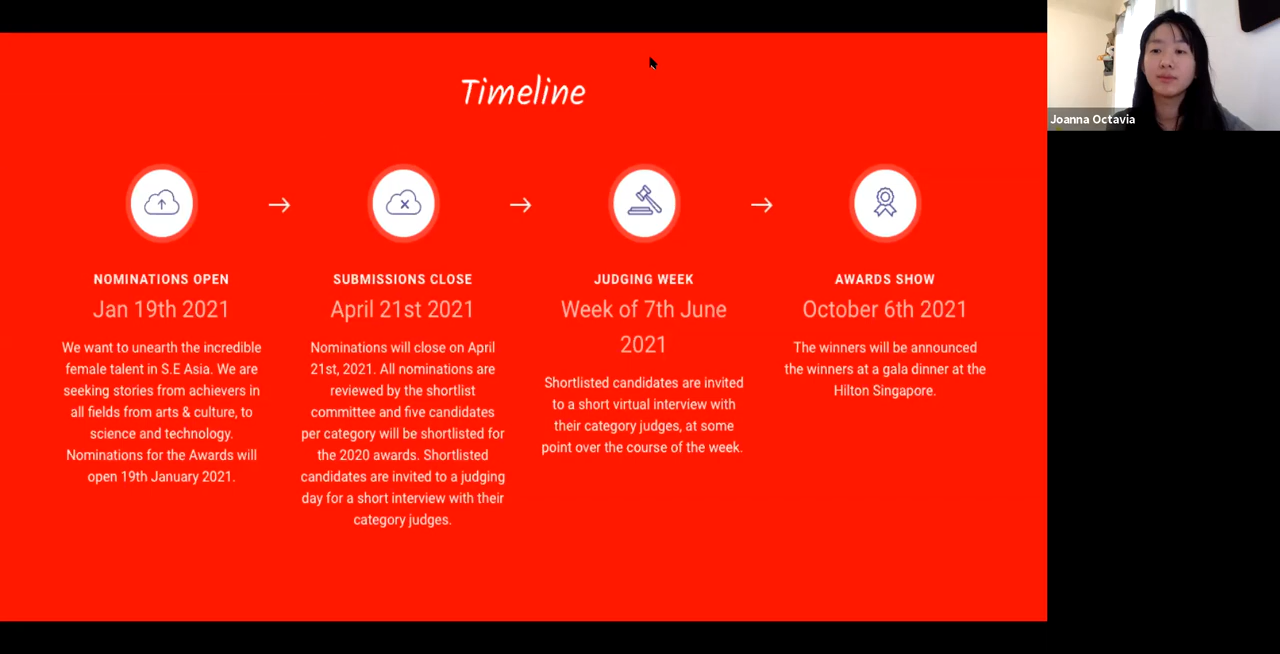 Timeline
NOMINATIONS OPEN
Jan 19th 2021
We want to unearth the incredible
female talent in S.E Asia. We are
seeking stories from achievers in
all fields from arts & culture, to
science and technology.
Nominations for the Awards will
open 19th January 2021.
SUBMISSIONS CLOSE
April 21st 2021
Nominations will close on April
21st, 2021. All nominations are
reviewed by the shortlist
committee and five candidates
per category will be shortlisted for
the 2020 awards. Shortlisted
candidates are invited to a judging
day for a short interview with their
category judges.
JUDGING WEEK
Week of 7th June
2021
Shortlisted candidates are invited
to a short virtual interview with
their category judges, at some
point over the course of the week.
AWARDS SHOW
October 6th 2021
The winners will be announced
the winners at a gala dinner at the
Hilton Singapore.
Joanna Octavia